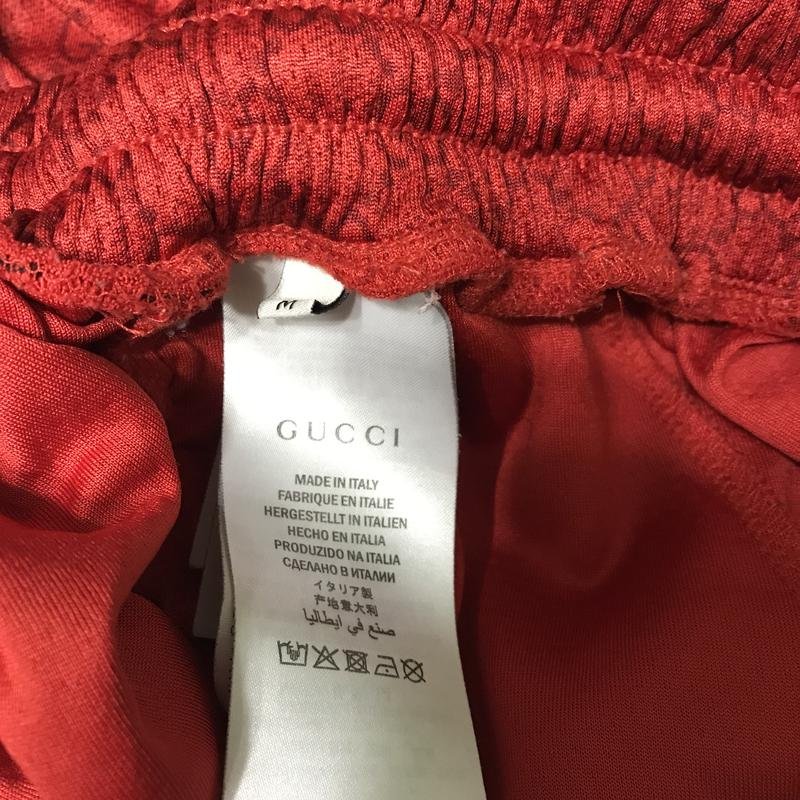 M
GUCCI
MADE IN ITALY
FABRIQUE EN ITALIE
HERGESTELLT IN ITALIEN
HECHO EN ITALIA
PRODUZIDO NA ITALIA
СДЕЛАНО В ИТАЛИИ
イタリア製
产地意大利
صنع في ايطاليا